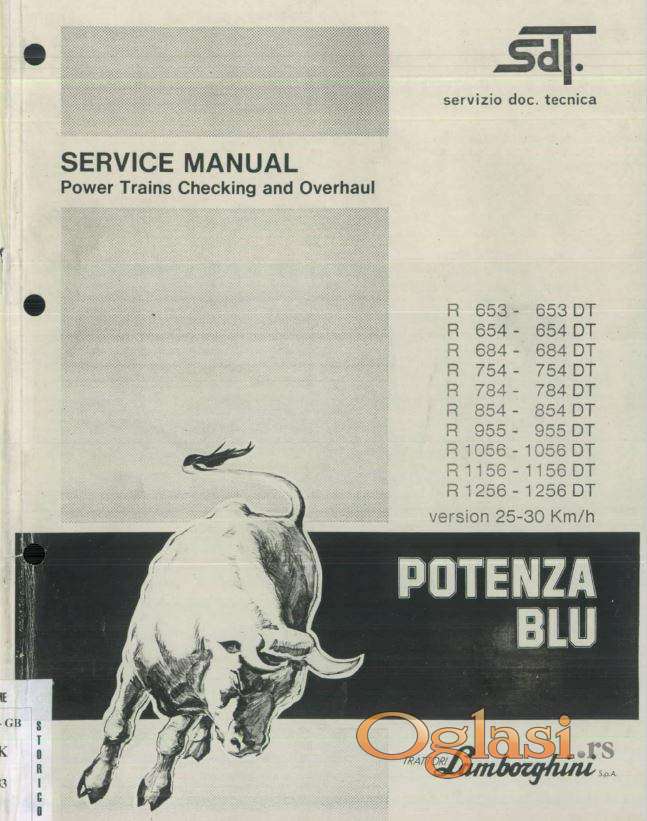 SdT.
servizio doc. tecnica
SERVICE MANUAL
Power Trains Checking and Overhaul
R 653 - 653 DT
R 654 - 654 DT
R 684 - 684 DT
R 754 - 754 DT
R 784 - 784 DT
R 854 - 854 DT
R 955 - 955 DT
R 1056 - 1056 DT
R 1156 - 1156 DT
R 1256 - 1256 DT
version 25-30 Km/h
POTENZA
BLU
GB
K
STORICO
Oglasi.rs
Lamborghini S.p.A.